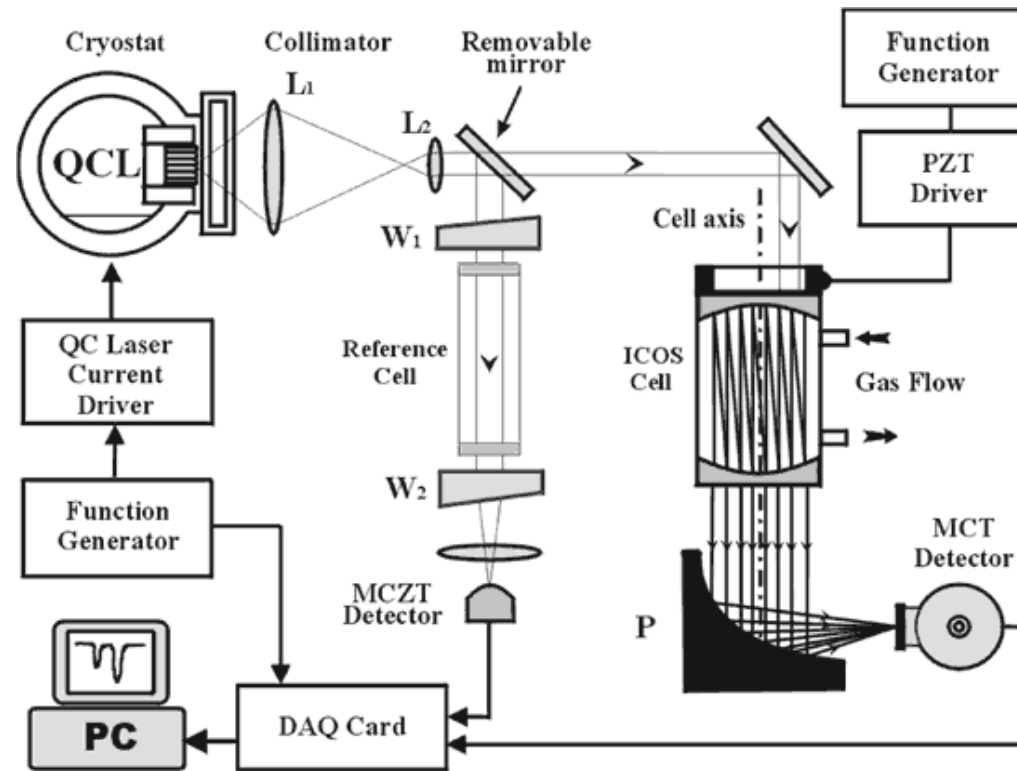 Cryostat
Collimator
Removable
mirror
Function
Generator
L1
L2
QCL
PZT
Driver
Cell axis
W1
QC Laser
Current
Driver
Reference
Cell
ICOS
Cell
Gas Flow
W2
Function
Generator
MCZT
Detector
MCT
Detector
P
PC
DAQ Card